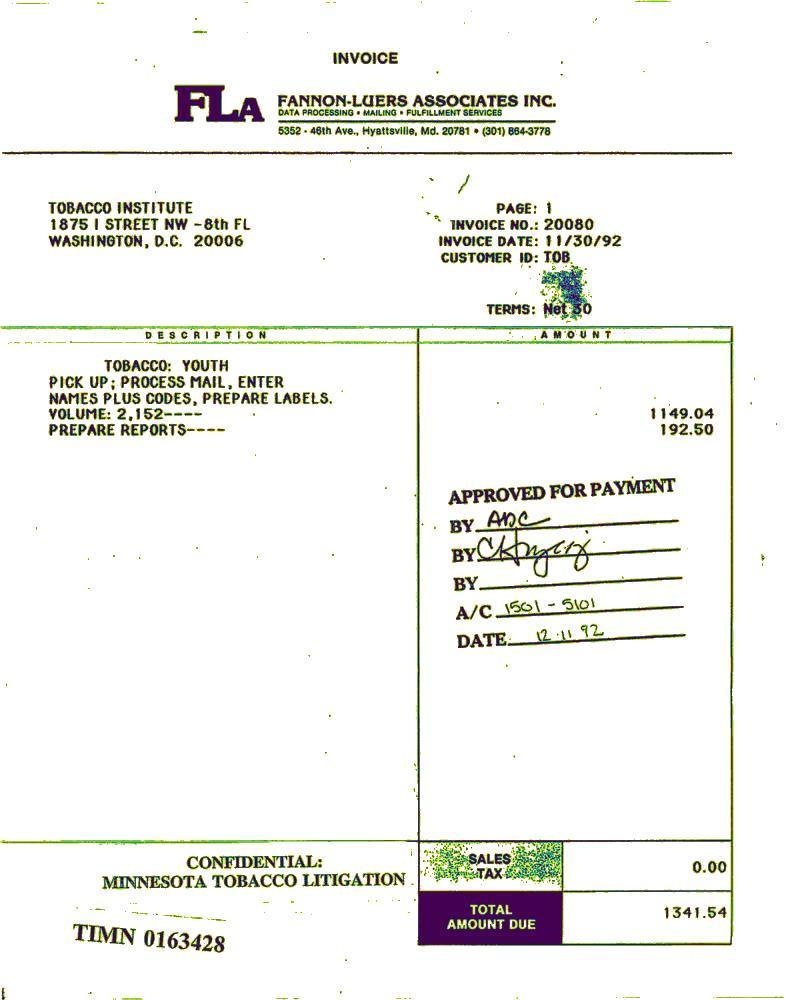 INVOICE
FLA
FANNON-LUERS ASSOCIATES INC.
DATA PROCESSING • MAILING • FULFILLMENT SERVICES
5352 - 46th Ave., Hyattsville, Md. 20781 • (301) 864-3778
TOBACCO INSTITUTE
1875 I STREET NW -8th FL
WASHINGTON, D.C. 20006
PAGE: 1
INVOICE NO.: 20080
INVOICE DATE: 11/30/92
CUSTOMER ID: TOB
TERMS: Net 30
DESCRIPTION AMOUNT
TOBACCO: YOUTH
PICK UP; PROCESS MAIL, ENTER
NAMES PLUS CODES, PREPARE LABELS.
VOLUME: 2,152---- 1149.04
PREPARE REPORTS---- 192.50
APPROVED FOR PAYMENT
BY ADC
BY
BY
A/C 1501 - 5101
DATE 12.11 92
CONFIDENTIAL:
MINNESOTA TOBACCO LITIGATION
SALES TAX 0.00
TOTAL AMOUNT DUE 1341.54
TIMN 0163428